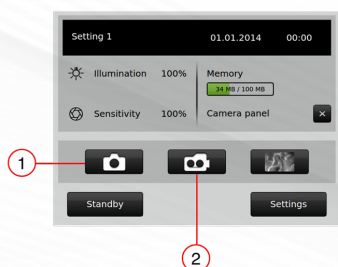 Setting 1 01.01.2014 00:00
Illumination 100% Memory
34 MB / 100 MB
Sensitivity 100% Camera panel ×
1
Standby Settings
2